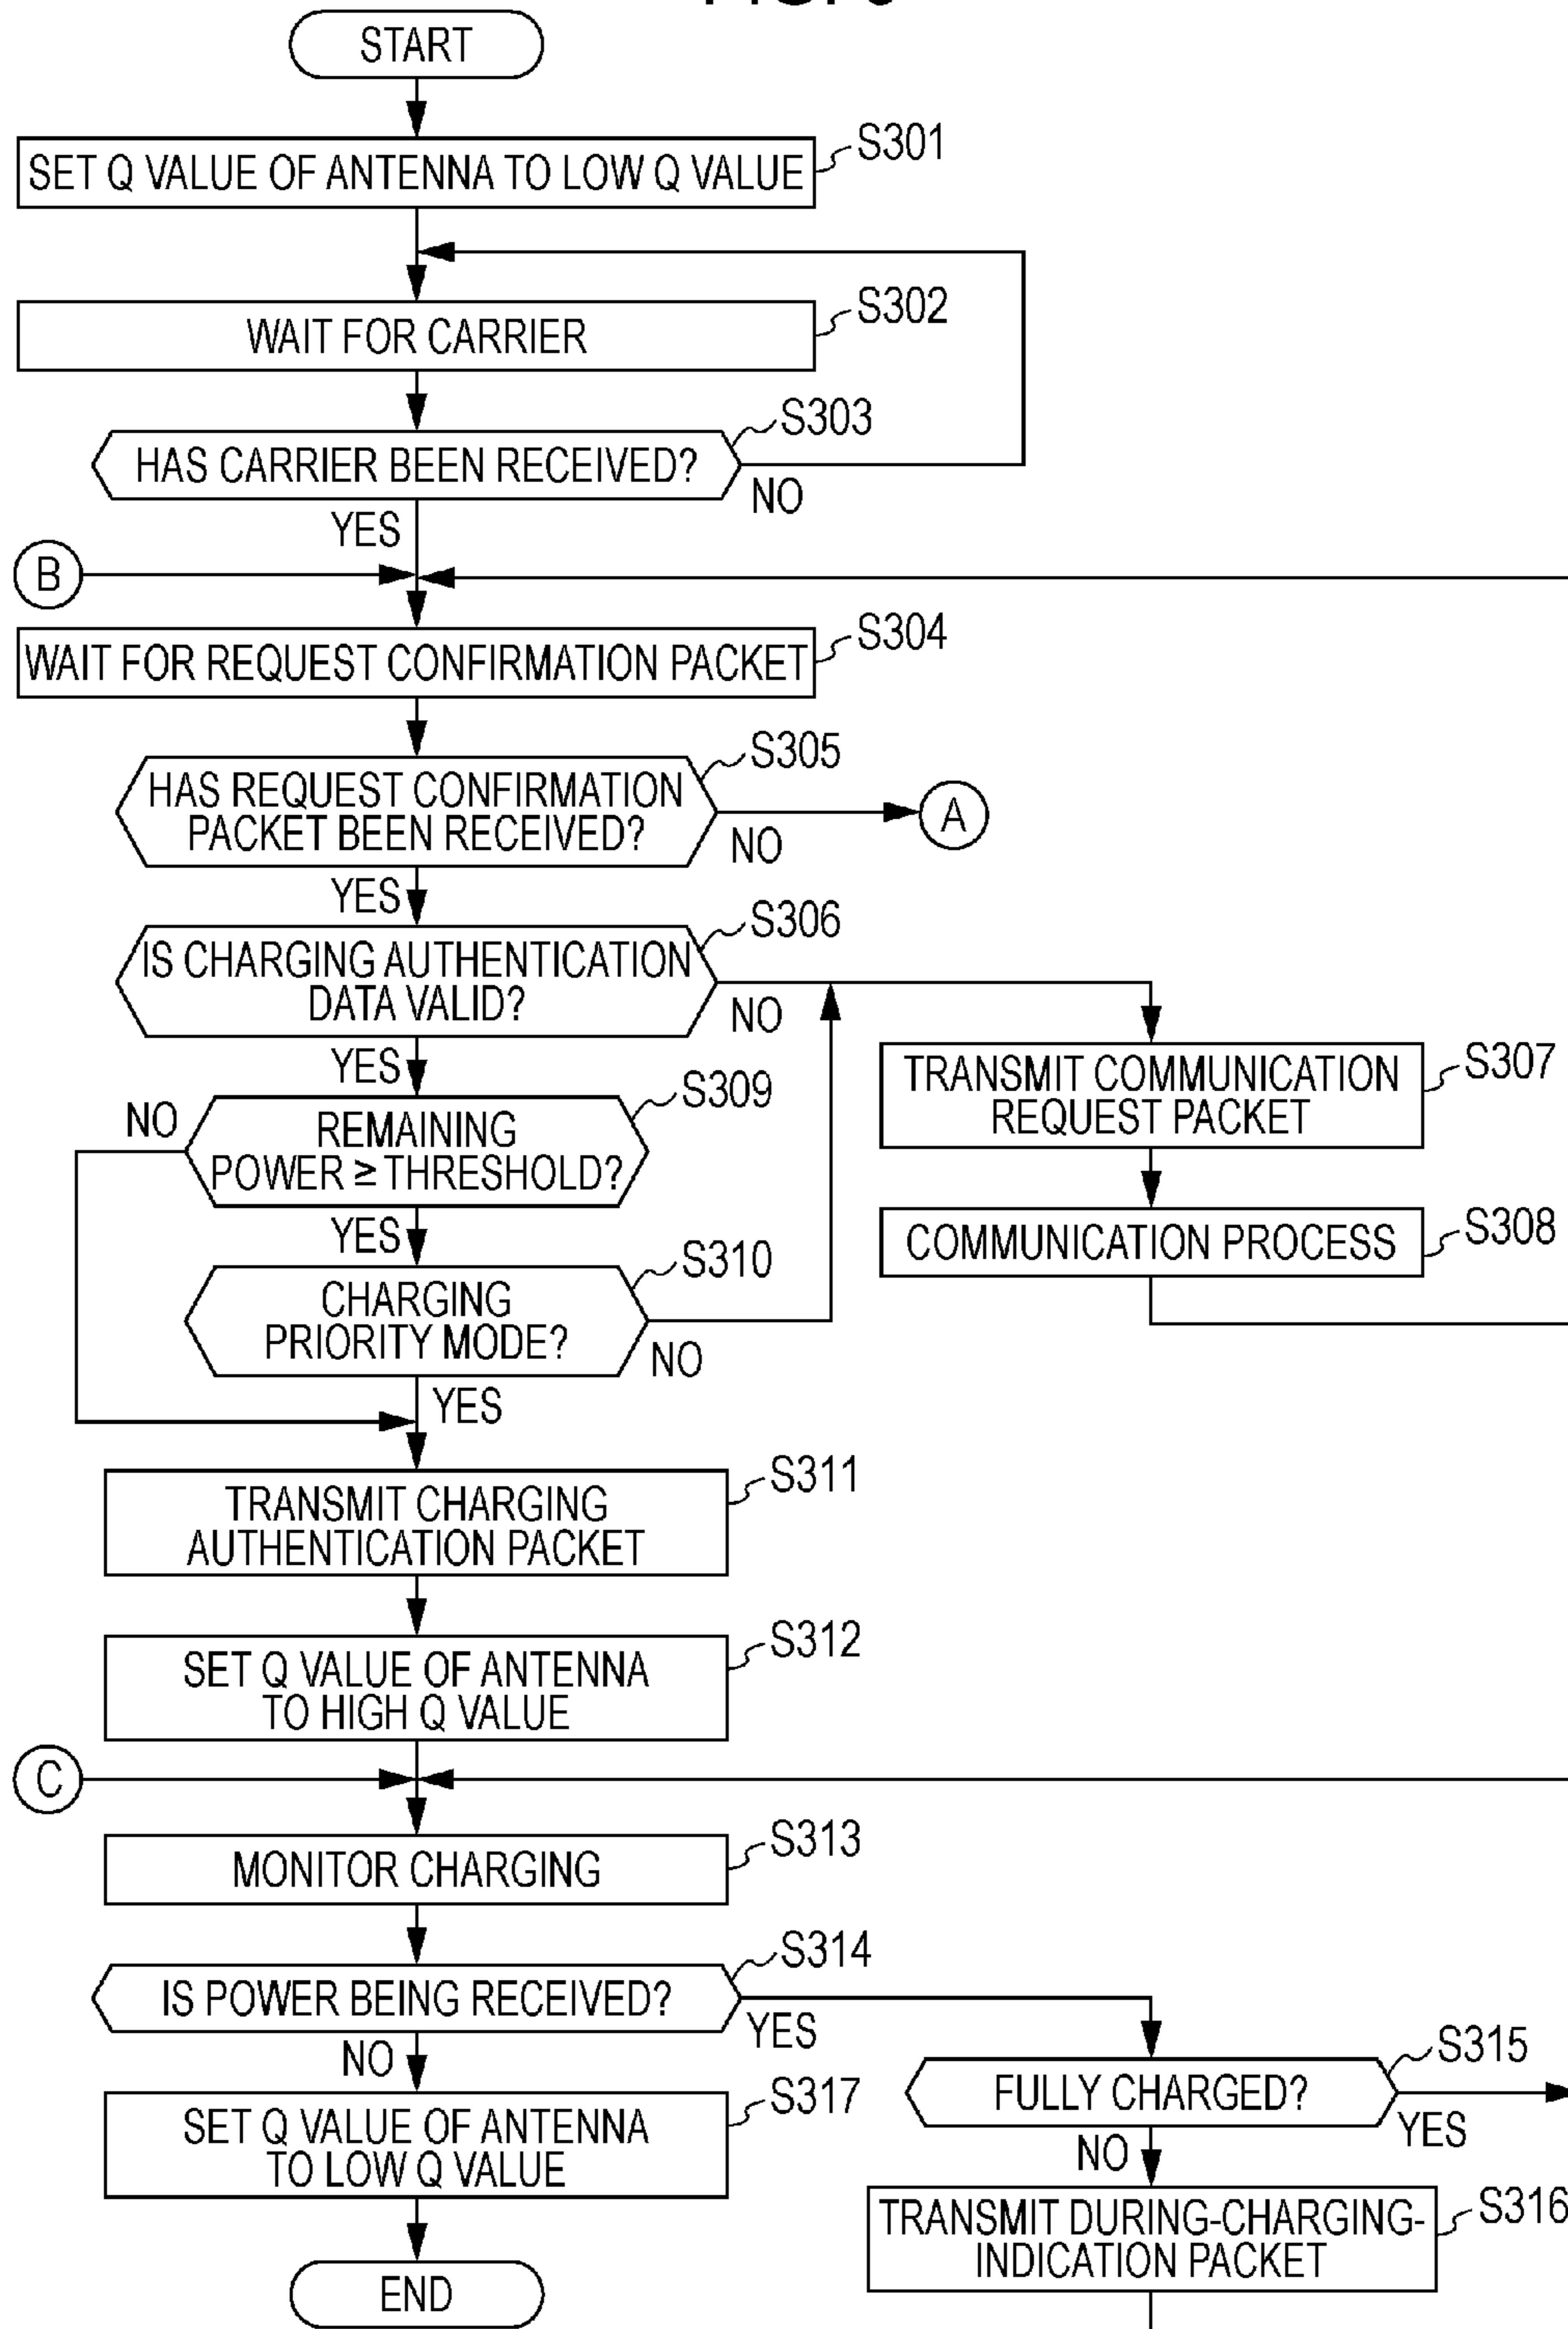 START
S301
SET Q VALUE OF ANTENNA TO LOW Q VALUE
S302
WAIT FOR CARRIER
S303
HAS CARRIER BEEN RECEIVED?
NO
YES
B
S304
WAIT FOR REQUEST CONFIRMATION PACKET
S305
HAS REQUEST CONFIRMATION
PACKET BEEN RECEIVED?
NO
A
YES
S306
IS CHARGING AUTHENTICATION
DATA VALID?
NO
YES
S307
TRANSMIT COMMUNICATION
REQUEST PACKET
S309
NO
REMAINING
POWER ≥ THRESHOLD?
YES
S308
COMMUNICATION PROCESS
S310
CHARGING
PRIORITY MODE?
NO
YES
S311
TRANSMIT CHARGING
AUTHENTICATION PACKET
S312
SET Q VALUE OF ANTENNA
TO HIGH Q VALUE
C
S313
MONITOR CHARGING
S314
IS POWER BEING RECEIVED?
YES
NO
S315
FULLY CHARGED?
YES
NO
S317
SET Q VALUE OF ANTENNA
TO LOW Q VALUE
S316
TRANSMIT DURING-CHARGING-
INDICATION PACKET
END